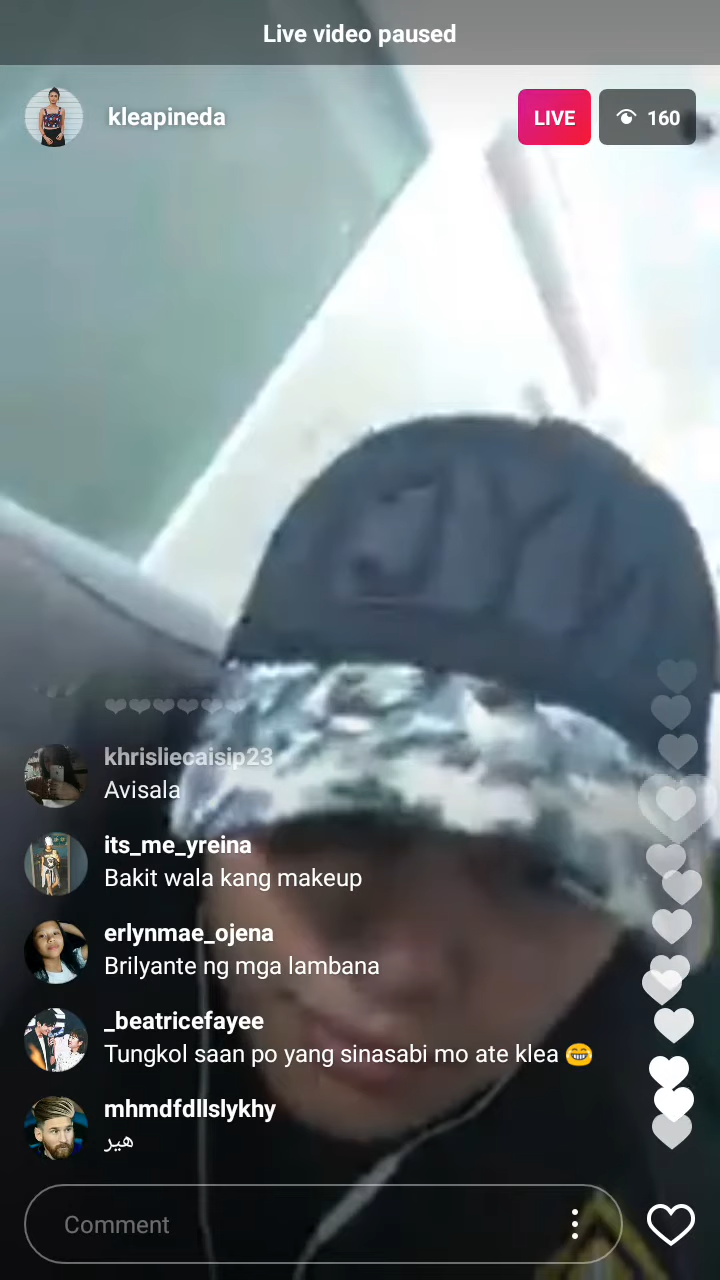 Live video paused
kleapineda
LIVE 160
❤❤❤❤❤❤
khrisliecaisip23
Avisala
its_me_yreina
Bakit wala kang makeup
erlynmae_ojena
Brilyante ng mga lambana
_beatricefayee
Tungkol saan po yang sinasabi mo ate klea 😂
mhmdfdllslykhy
هير
Comment